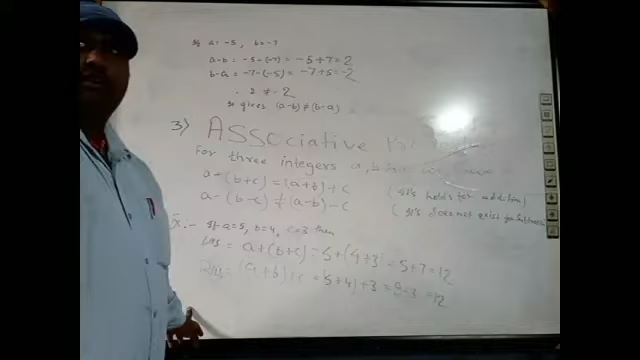 If a = -5, b = -7
a-b = -5-(-7) = -5+7 = 2
b-a = -7-(-5) = -7+5 = -2
∴ 2 ≠ -2
so gives (a-b) ≠ (b-a)
3) Associative
For three integers a, b
a+(b+c) = (a+b)+c (It's holds for addition)
a-(b-c) ≠ (a-b)-c (It's does not exist for subtraction
Ex:- If a=5, b=4, c=3 then
LHS = a+(b+c) = 5+(4+3) = 5+7=12
RHS = (a+b)+c = (5+4)+3 = 9+3 = 12